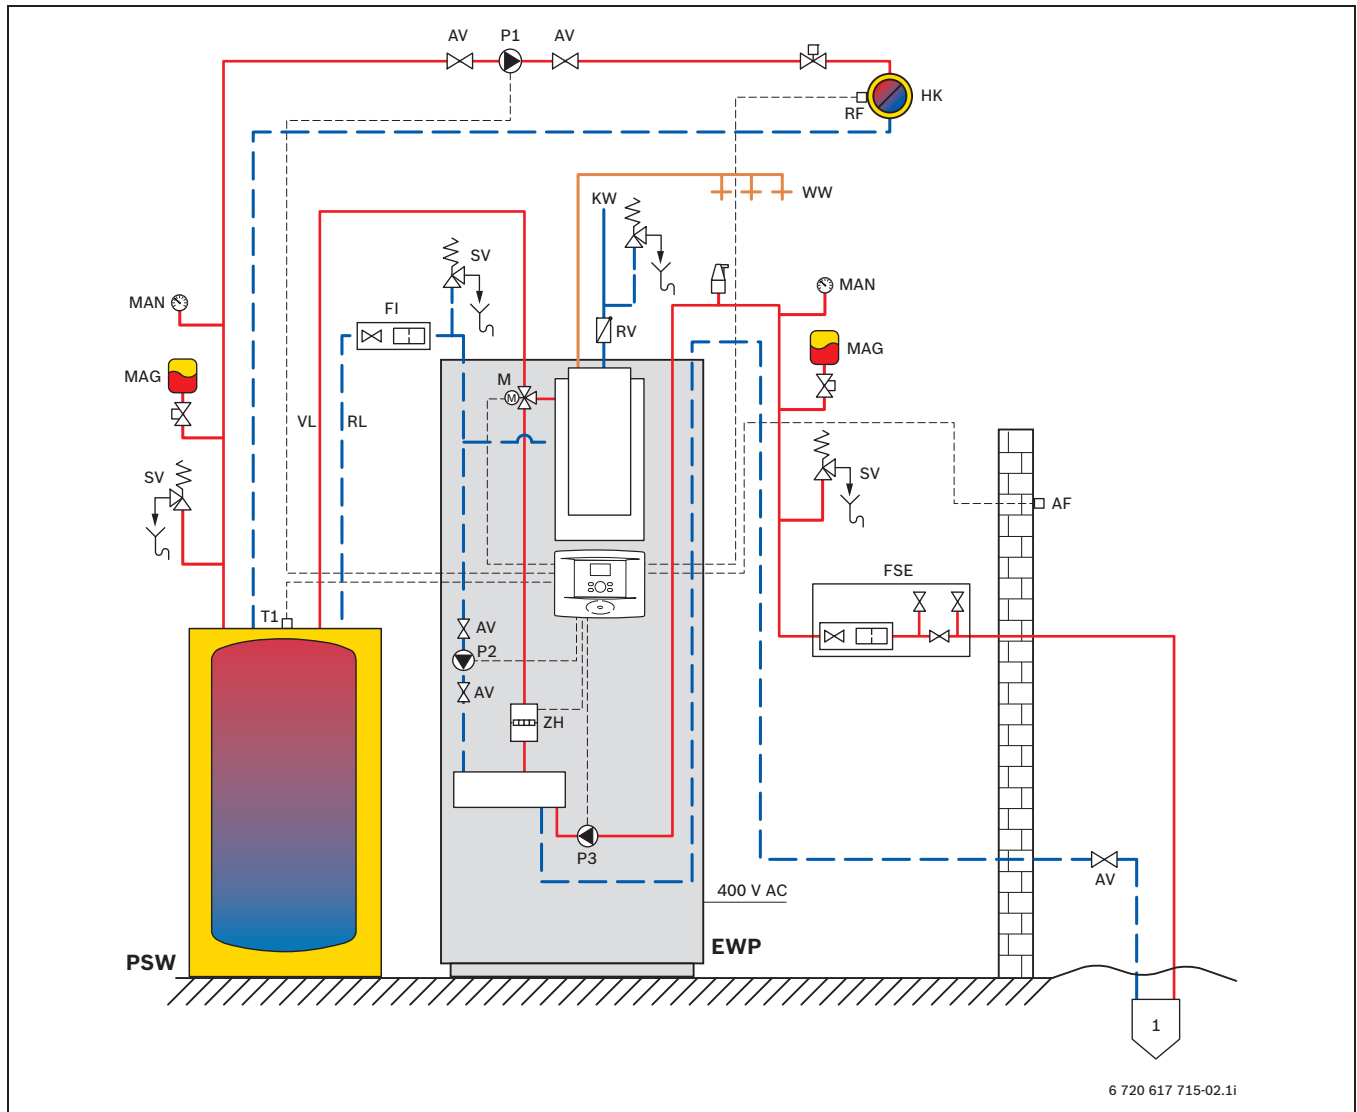 AV P1 AV
HK
RF
WW
KW
SV
MAN
MAN
FI
RV
MAG
MAG
M
M
VL RL
SV
SV
AF
FSE
T1
AV
P2
AV
ZH
P3
AV
400 V AC
EWP
PSW
1
6 720 617 715-02.1i